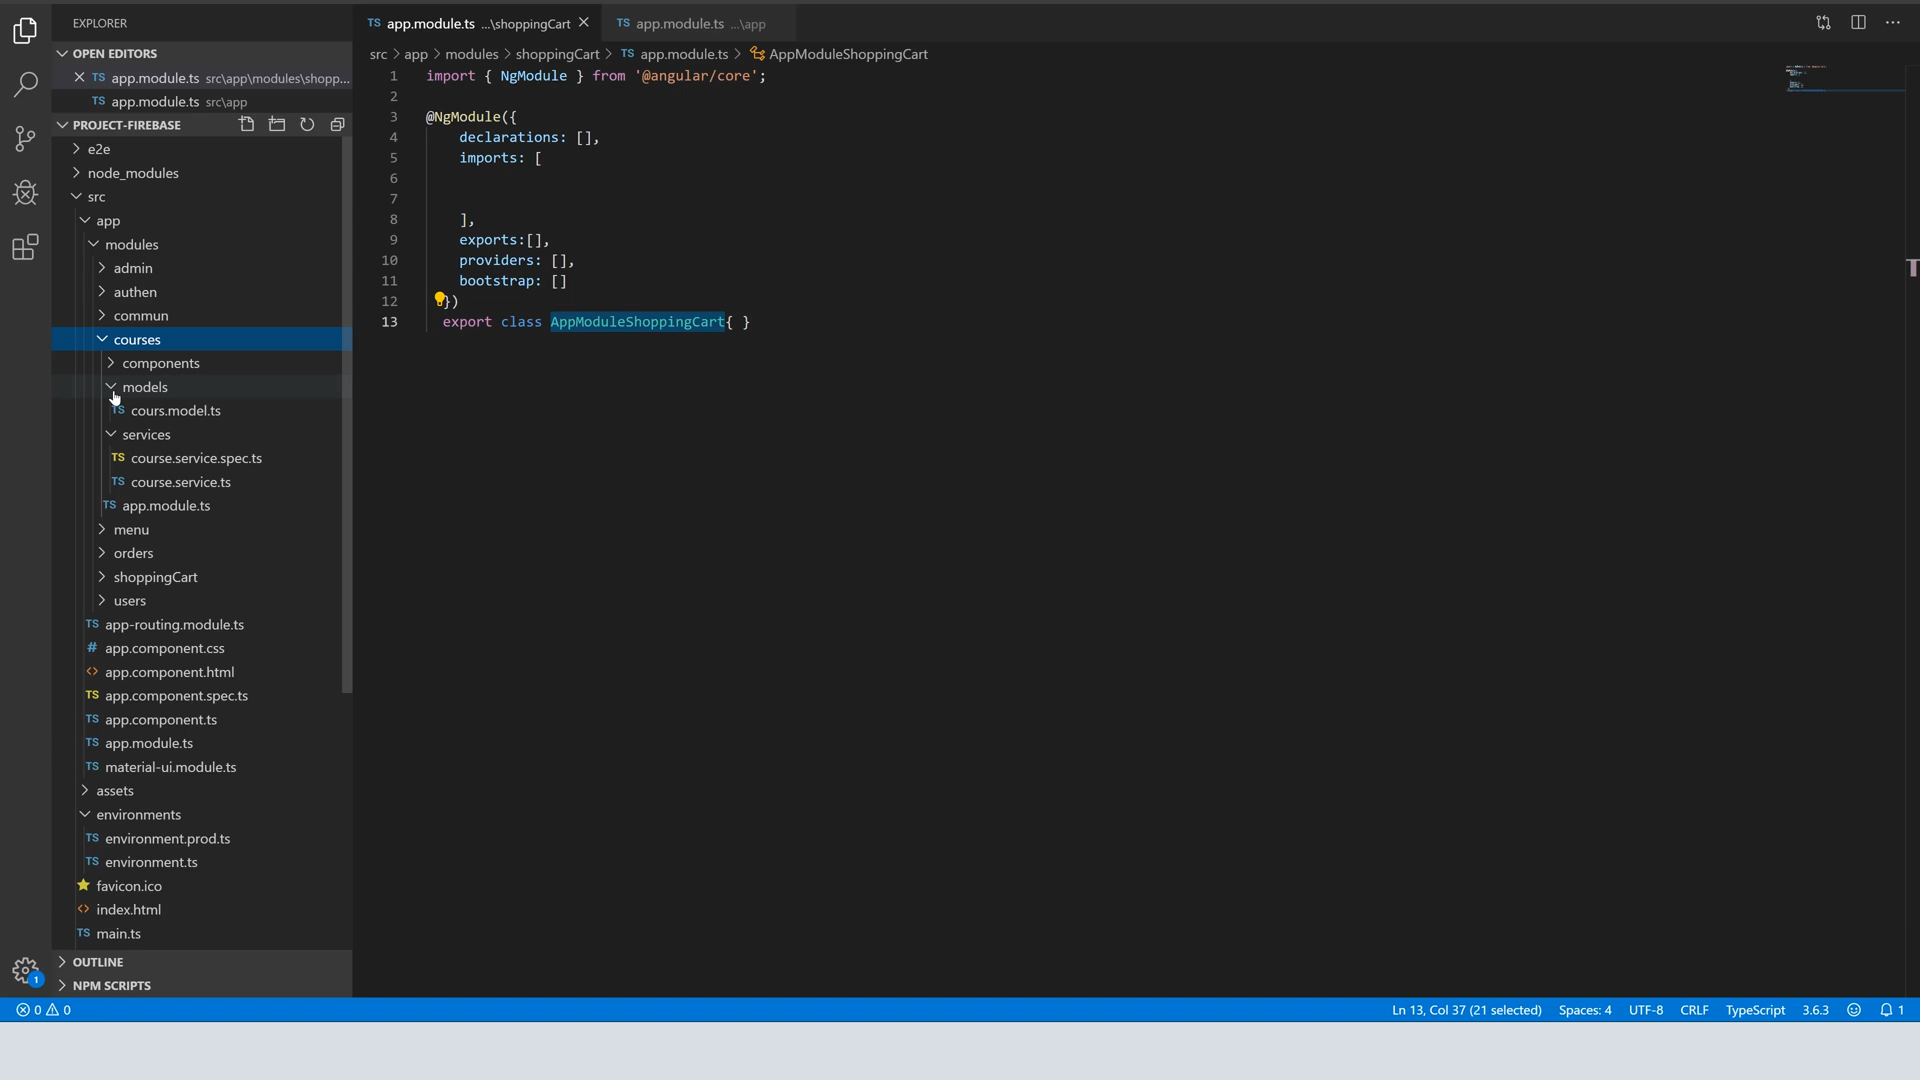 EXPLORER
OPEN EDITORS
TS app.module.ts src\app\modules\shopp...
TS app.module.ts src\app
PROJECT-FIREBASE
e2e
node_modules
src
app
modules
admin
authen
commun
courses
components
models
TS cours.model.ts
services
TS course.service.spec.ts
TS course.service.ts
TS app.module.ts
menu
orders
shoppingCart
users
TS app-routing.module.ts
# app.component.css
<> app.component.html
TS app.component.spec.ts
TS app.component.ts
TS app.module.ts
TS material-ui.module.ts
assets
environments
TS environment.prod.ts
TS environment.ts
favicon.ico
<> index.html
TS main.ts
OUTLINE
NPM SCRIPTS
1
TS app.module.ts ...\shoppingCart
TS app.module.ts ...\app
src > app > modules > shoppingCart > TS app.module.ts > AppModuleShoppingCart
1 import { NgModule } from '@angular/core';
2
3 @NgModule({
4 declarations: [],
5 imports: [
6
7
8 ],
9 exports:[],
10 providers: [],
11 bootstrap: []
12 })
13 export class AppModuleShoppingCart{ }
0 0
Ln 13, Col 37 (21 selected) Spaces: 4 UTF-8 CRLF TypeScript 3.6.3 1